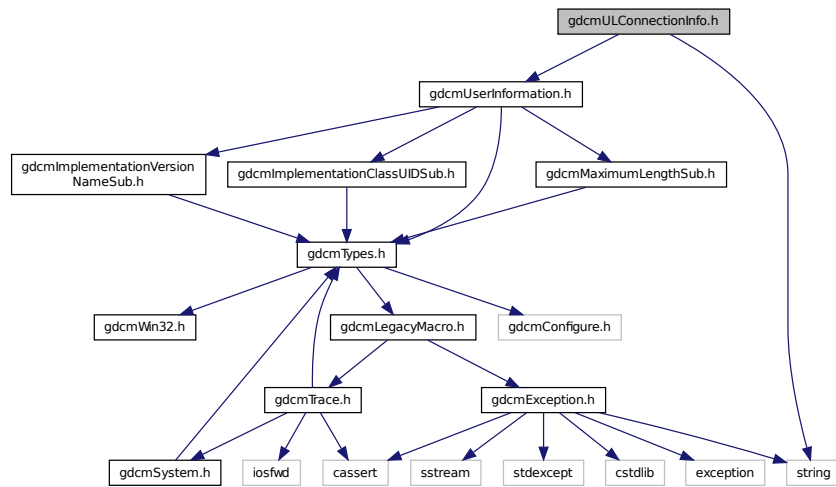 gdcmULConnectionInfo.h
gdcmUserInformation.h
gdcmImplementationVersion
NameSub.h
gdcmImplementationClassUIDSub.h
gdcmMaximumLengthSub.h
gdcmTypes.h
gdcmWin32.h
gdcmLegacyMacro.h
gdcmConfigure.h
gdcmTrace.h
gdcmException.h
gdcmSystem.h
iosfwd
cassert
sstream
stdexcept
cstdlib
exception
string